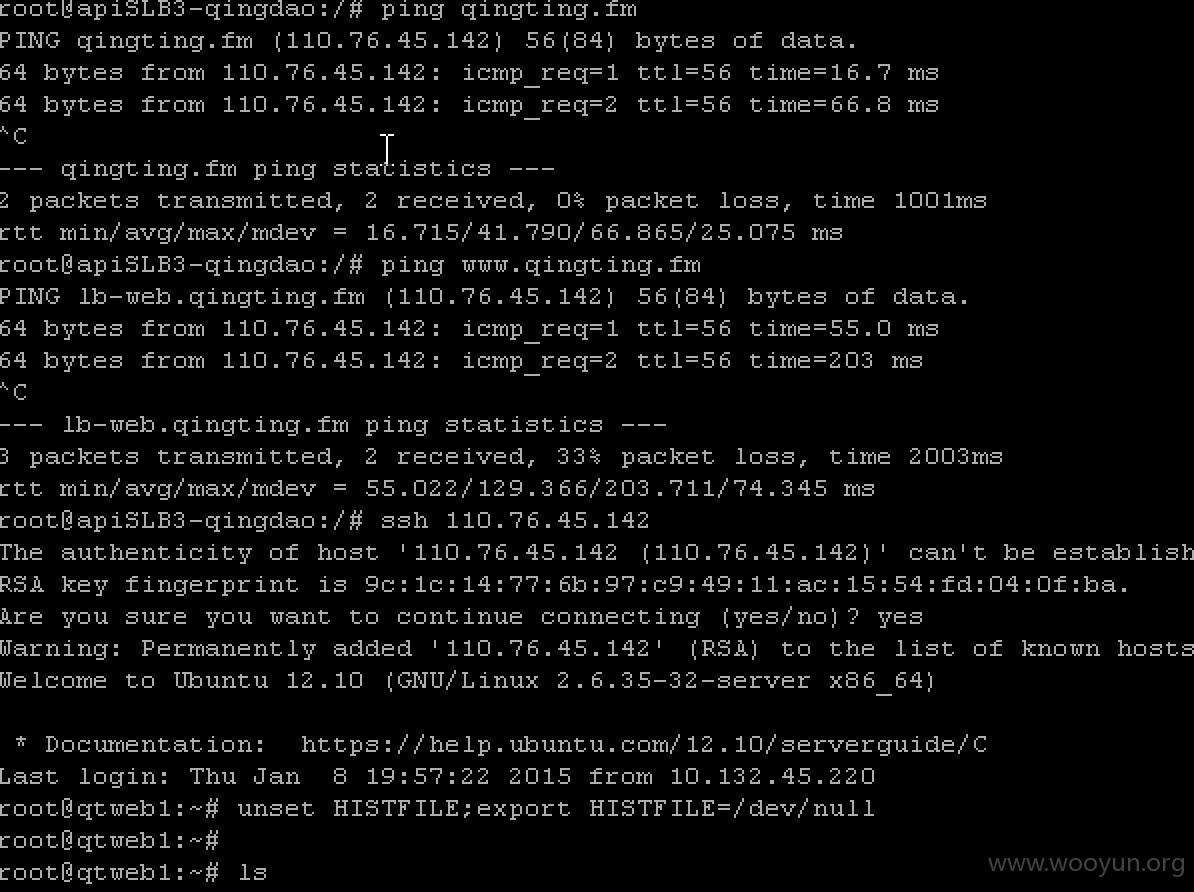 root@apiSLB3-qingdao:/# ping qingting.fm
PING qingting.fm (110.76.45.142) 56(84) bytes of data.
64 bytes from 110.76.45.142: icmp_req=1 ttl=56 time=16.7 ms
64 bytes from 110.76.45.142: icmp_req=2 ttl=56 time=66.8 ms
^C
--- qingting.fm ping statistics ---
2 packets transmitted, 2 received, 0% packet loss, time 1001ms
rtt min/avg/max/mdev = 16.715/41.790/66.865/25.075 ms
root@apiSLB3-qingdao:/# ping www.qingting.fm
PING lb-web.qingting.fm (110.76.45.142) 56(84) bytes of data.
64 bytes from 110.76.45.142: icmp_req=1 ttl=56 time=55.0 ms
64 bytes from 110.76.45.142: icmp_req=2 ttl=56 time=203 ms
^C
--- lb-web.qingting.fm ping statistics ---
3 packets transmitted, 2 received, 33% packet loss, time 2003ms
rtt min/avg/max/mdev = 55.022/129.366/203.711/74.345 ms
root@apiSLB3-qingdao:/# ssh 110.76.45.142
The authenticity of host '110.76.45.142 (110.76.45.142)' can't be establish
RSA key fingerprint is 9c:1c:14:77:6b:97:c9:49:11:ac:15:54:fd:04:0f:ba.
Are you sure you want to continue connecting (yes/no)? yes
Warning: Permanently added '110.76.45.142' (RSA) to the list of known hosts
Welcome to Ubuntu 12.10 (GNU/Linux 2.6.35-32-server x86_64)
* Documentation:  https://help.ubuntu.com/12.10/serverguide/C
Last login: Thu Jan  8 19:57:22 2015 from 10.132.45.220
root@qtweb1:~# unset HISTFILE;export HISTFILE=/dev/null
root@qtweb1:~#
root@qtweb1:~# ls
www.wooyun.org